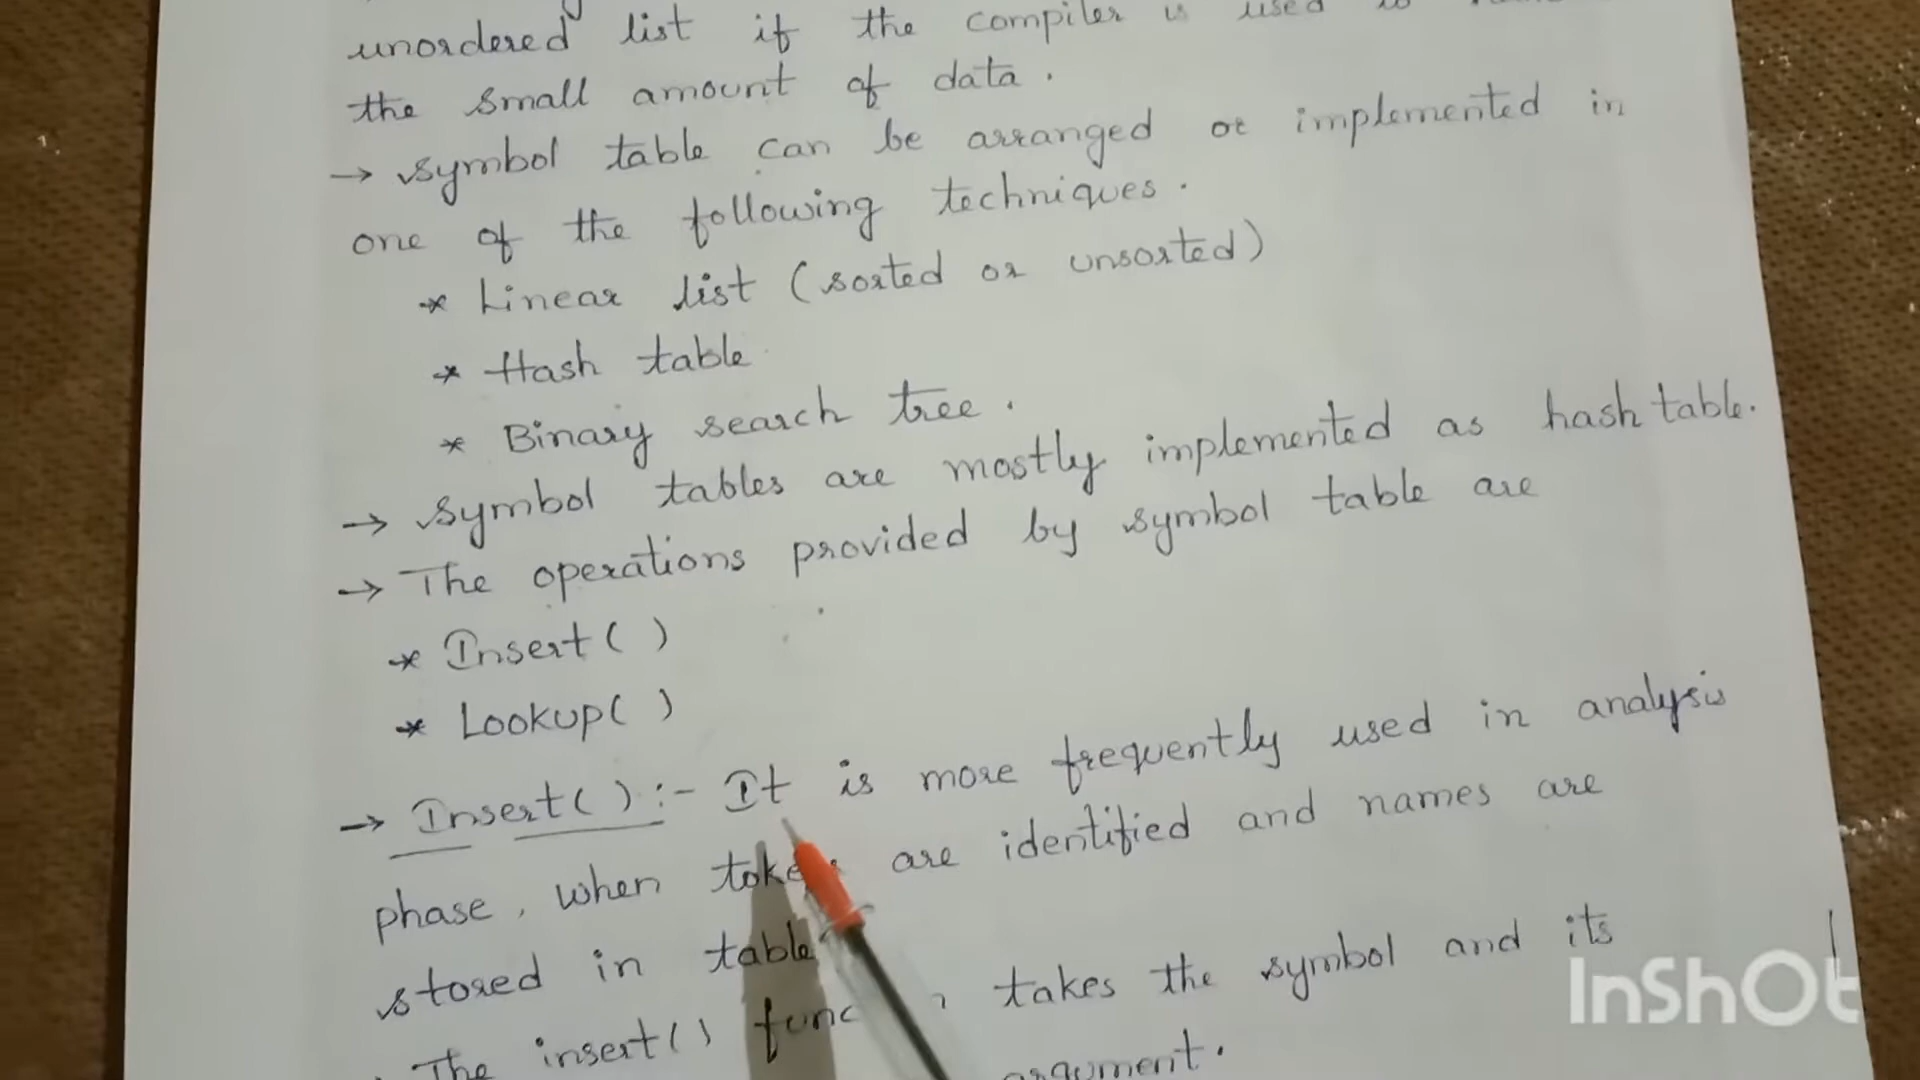 unordered list if the compiler is used to
the small amount of data.
→ symbol table can be arranged or implemented in
one of the following techniques.
* Linear list (sorted or unsorted)
* Hash table
* Binary search tree.
→ symbol tables are mostly implemented as hash table.
→ The operations provided by symbol table are
* Insert( )
* Lookup( )
→ Insert( ) :- It is more frequently used in analysis
phase, when are identified and names are
stored in table
The insert() takes the symbol and its
argument.
InShOt